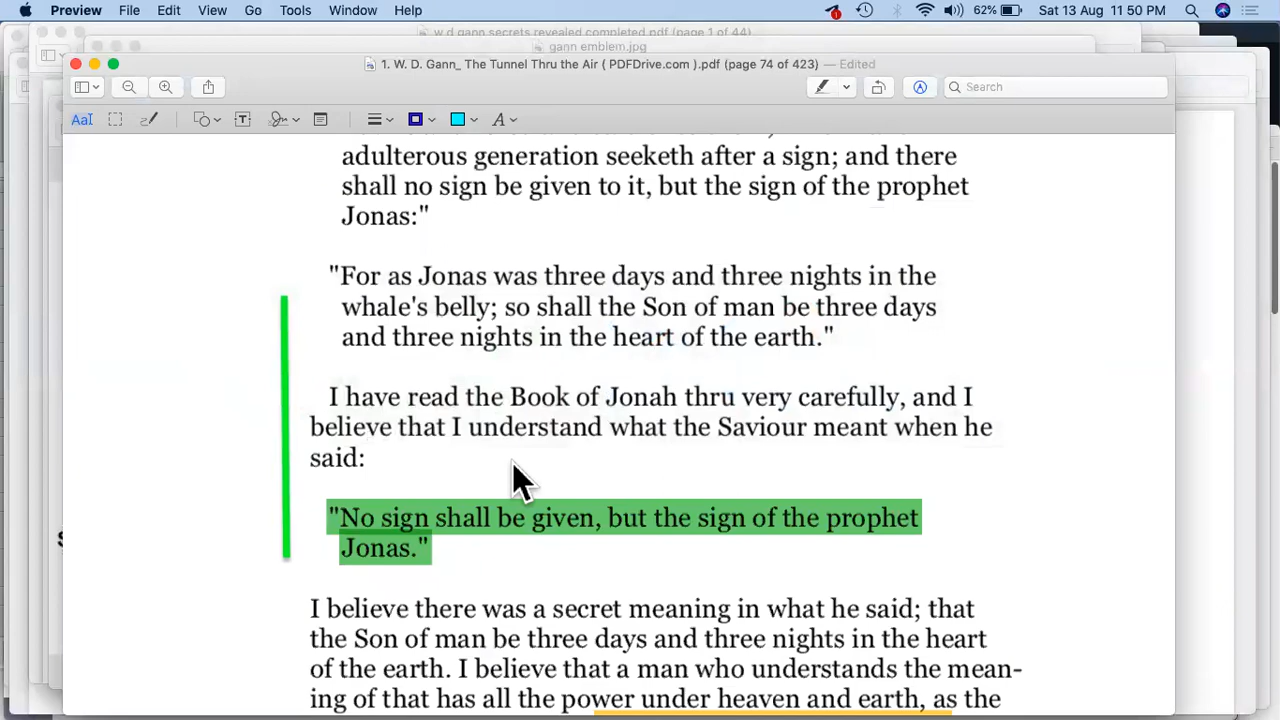 Preview File Edit View Go Tools Window Help 1 62% Sat 13 Aug 11 50 PM
w d gann secrets revealed completed pdf (page 1 of 44)
gann emblem.jpg
1. W. D. Gann_ The Tunnel Thru the Air ( PDFDrive.com ).pdf (page 74 of 423) — Edited
Search
AaI T A
adulterous generation seeketh after a sign; and there
shall no sign be given to it, but the sign of the prophet
Jonas:"
"For as Jonas was three days and three nights in the
whale's belly; so shall the Son of man be three days
and three nights in the heart of the earth."
I have read the Book of Jonah thru very carefully, and I
believe that I understand what the Saviour meant when he
said:
"No sign shall be given, but the sign of the prophet
Jonas."
I believe there was a secret meaning in what he said; that
the Son of man be three days and three nights in the heart
of the earth. I believe that a man who understands the mean-
ing of that has all the power under heaven and earth, as the